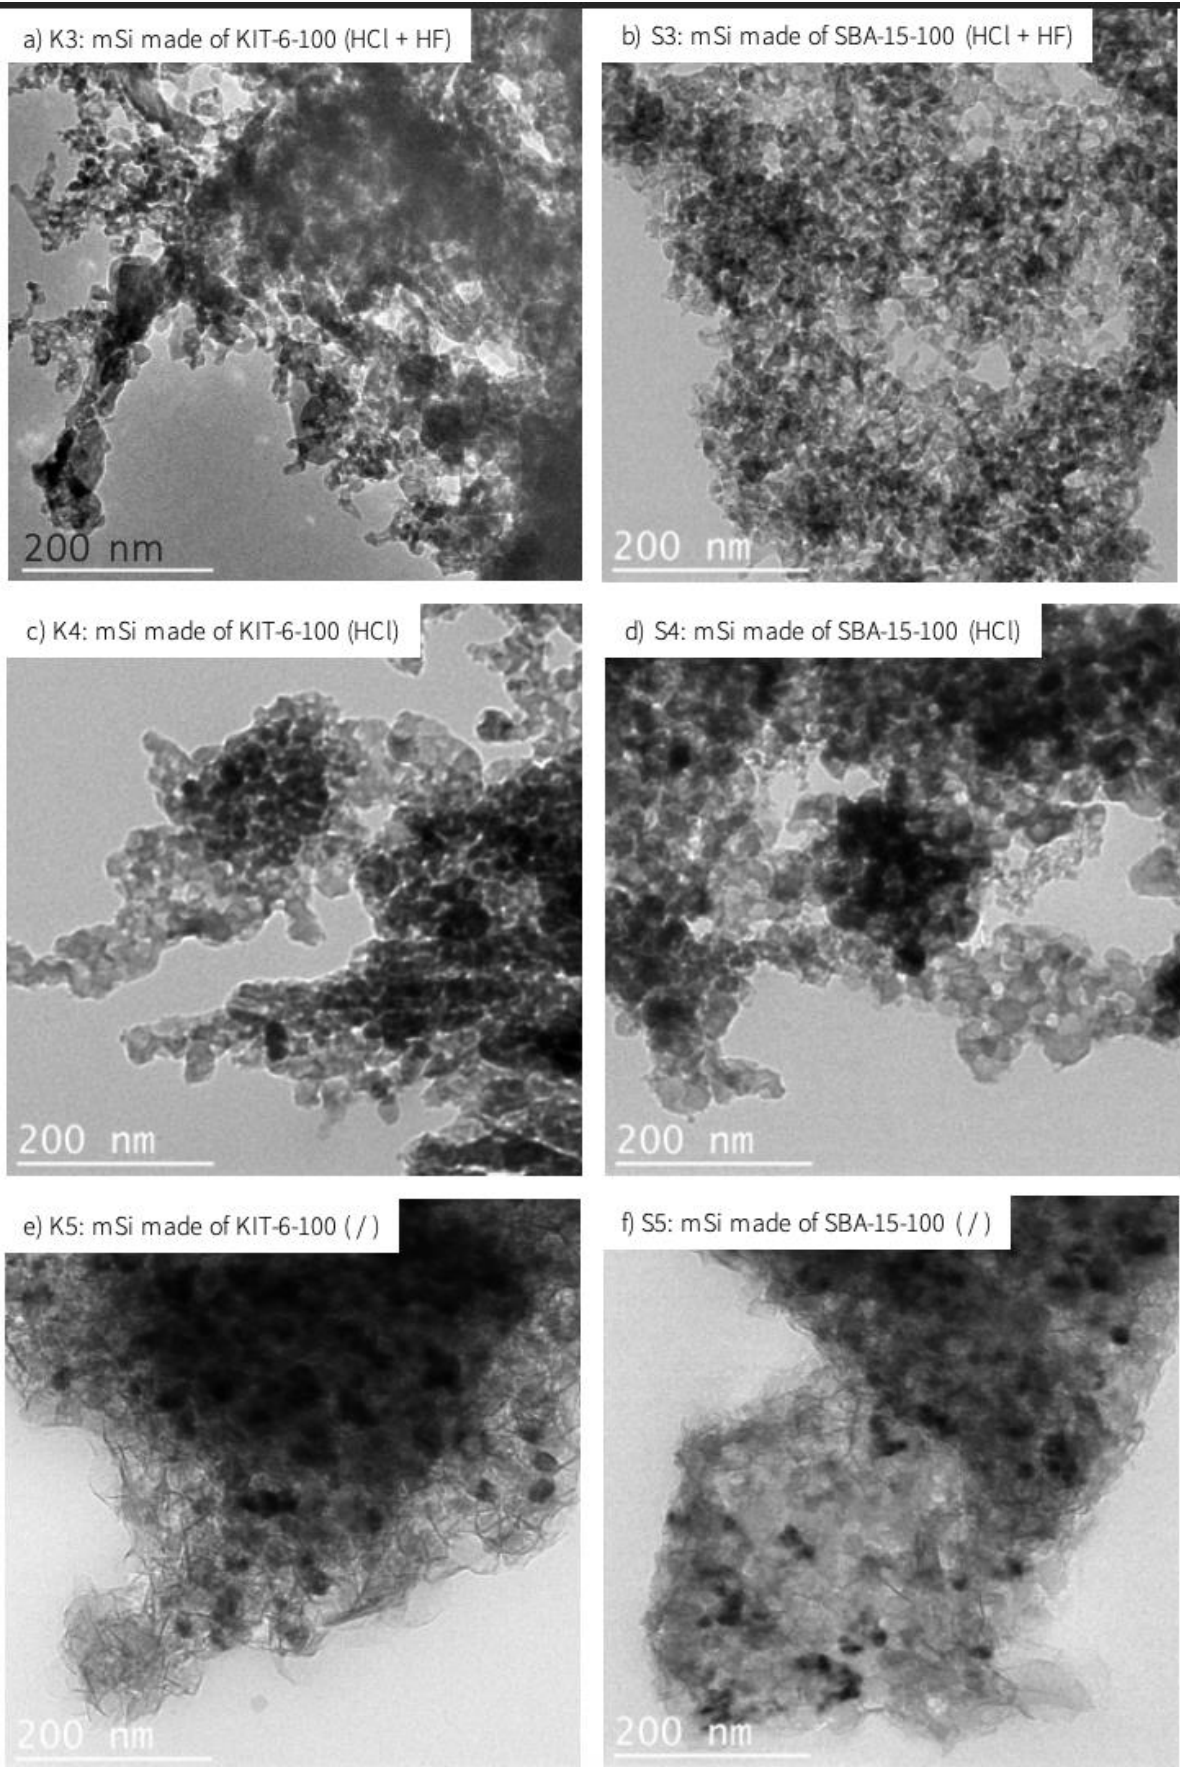 a) K3: mSi made of KIT-6-100 (HCl + HF)
b) S3: mSi made of SBA-15-100 (HCl + HF)
200 nm
200 nm
c) K4: mSi made of KIT-6-100 (HCl)
d) S4: mSi made of SBA-15-100 (HCl)
200 nm
200 nm
e) K5: mSi made of KIT-6-100 ( / )
f) S5: mSi made of SBA-15-100 ( / )
200 nm
200 nm